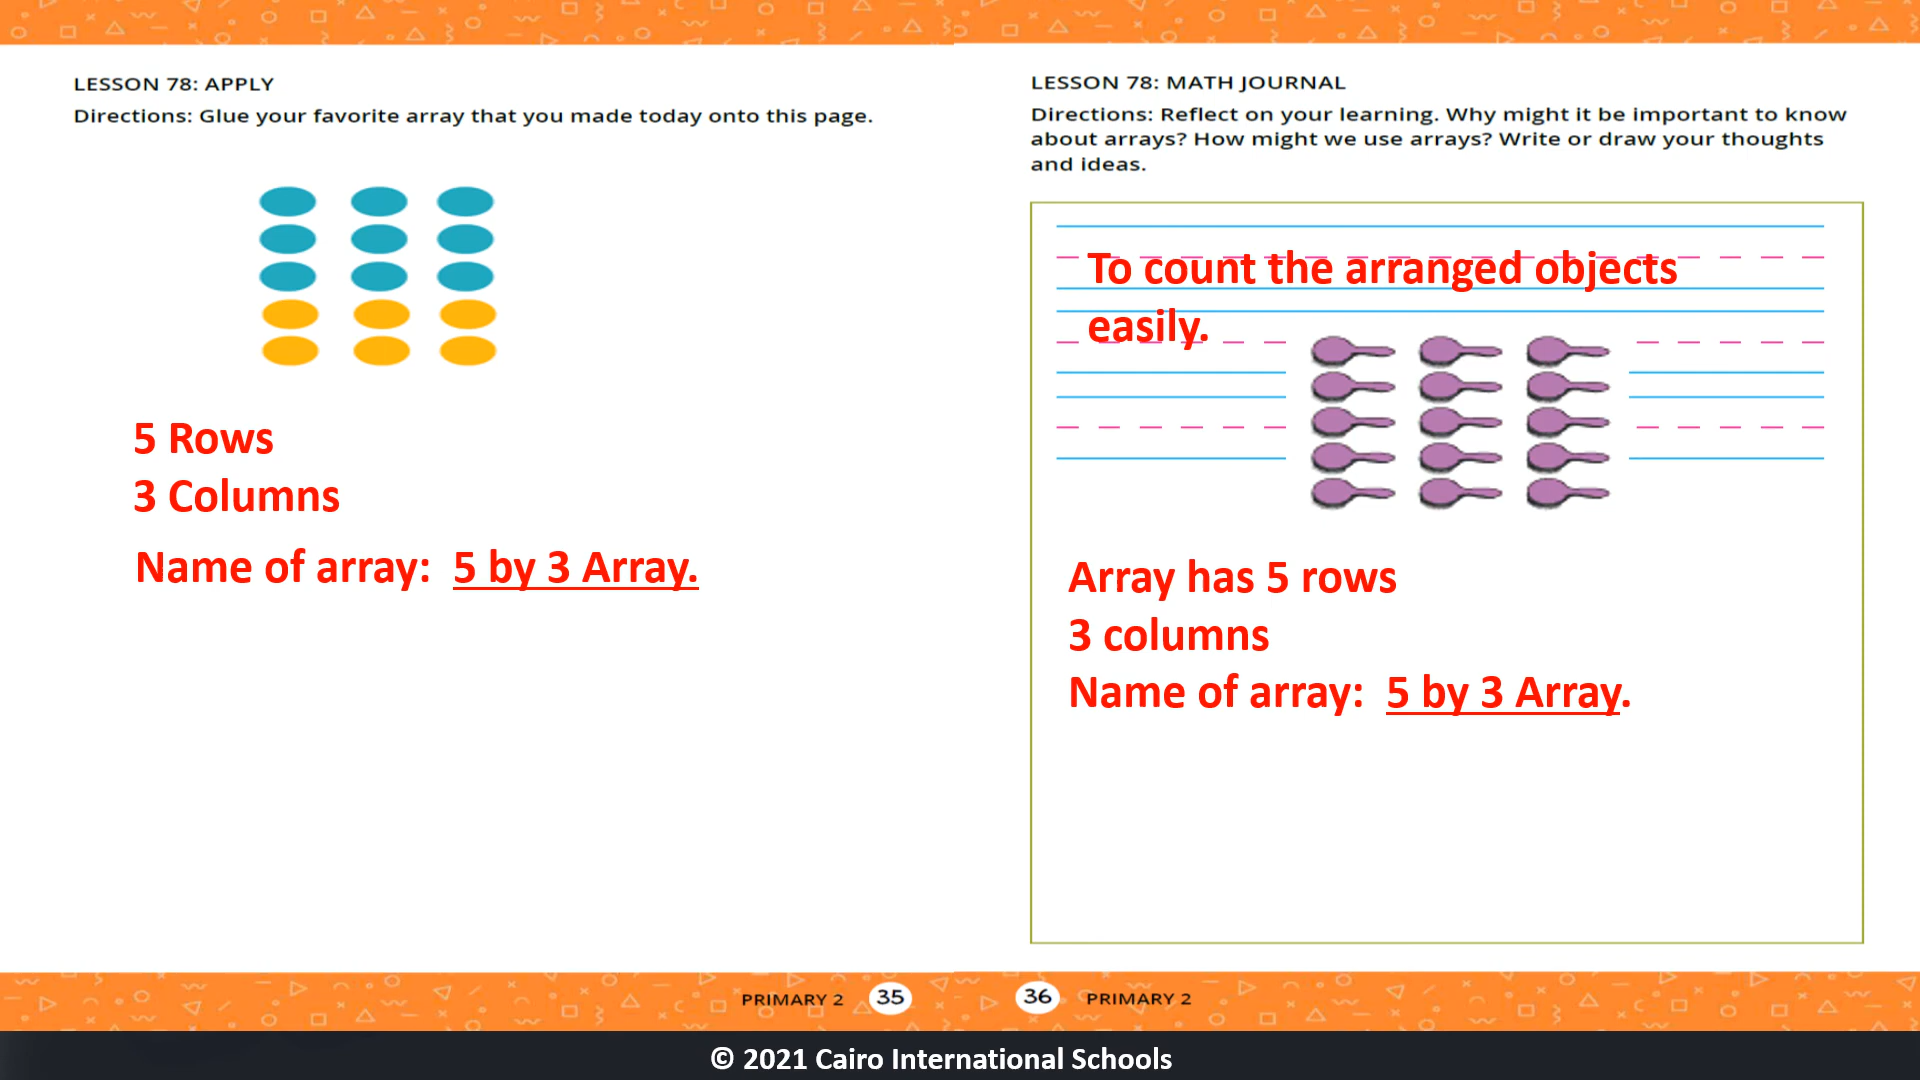 LESSON 78: APPLY
Directions: Glue your favorite array that you made today onto this page.
5 Rows
3 Columns
Name of array: 5 by 3 Array.
PRIMARY 2 35
LESSON 78: MATH JOURNAL
Directions: Reflect on your learning. Why might it be important to know
about arrays? How might we use arrays? Write or draw your thoughts
and ideas.
To count the arranged objects
easily.
Array has 5 rows
3 columns
Name of array: 5 by 3 Array.
36 PRIMARY 2
© 2021 Cairo International Schools